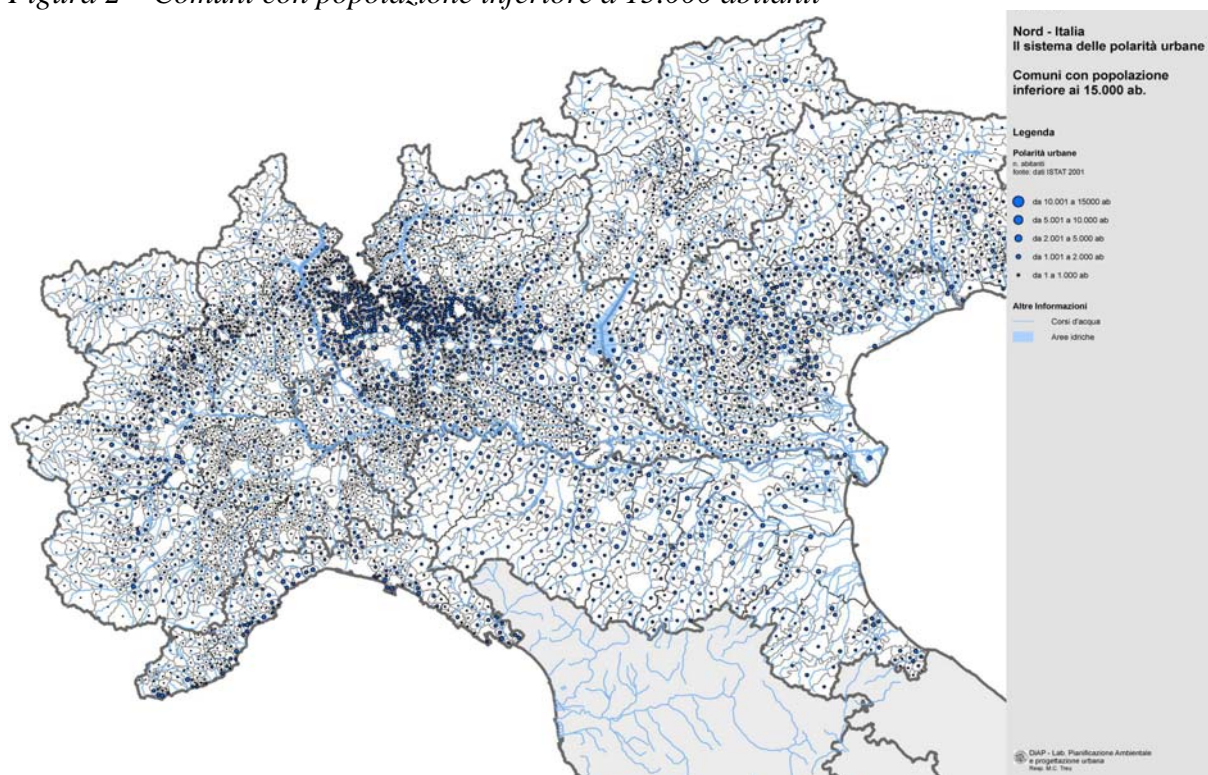 Figura 2 – Comuni con popolazione inferiore a 15.000 abitanti
Nord - Italia
Il sistema delle polarità urbane
Comuni con popolazione
inferiore ai 15.000 ab.
Legenda
Polarità urbane
n. abitanti
fonte: dati ISTAT 2001
da 10.001 a 15000 ab
da 5.001 a 10.000 ab
da 2.001 a 5.000 ab
da 1.001 a 2.000 ab
da 1 a 1.000 ab
Altre Informazioni
Corsi d'acqua
Aree idriche
DiAP - Lab. Pianificazione Ambientale
e progettazione urbana
Resp. M.C. Treu